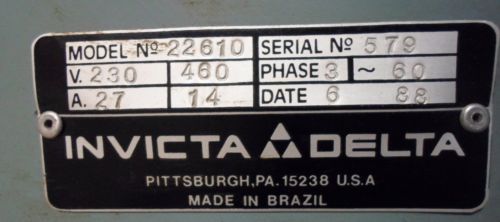 MODEL Nº 22610 SERIAL Nº 579
V. 230 460 PHASE 3 ~ 60
A. 27 14 DATE 6 88
INVICTA DELTA
PITTSBURGH, PA. 15238 U.S.A
MADE IN BRAZIL